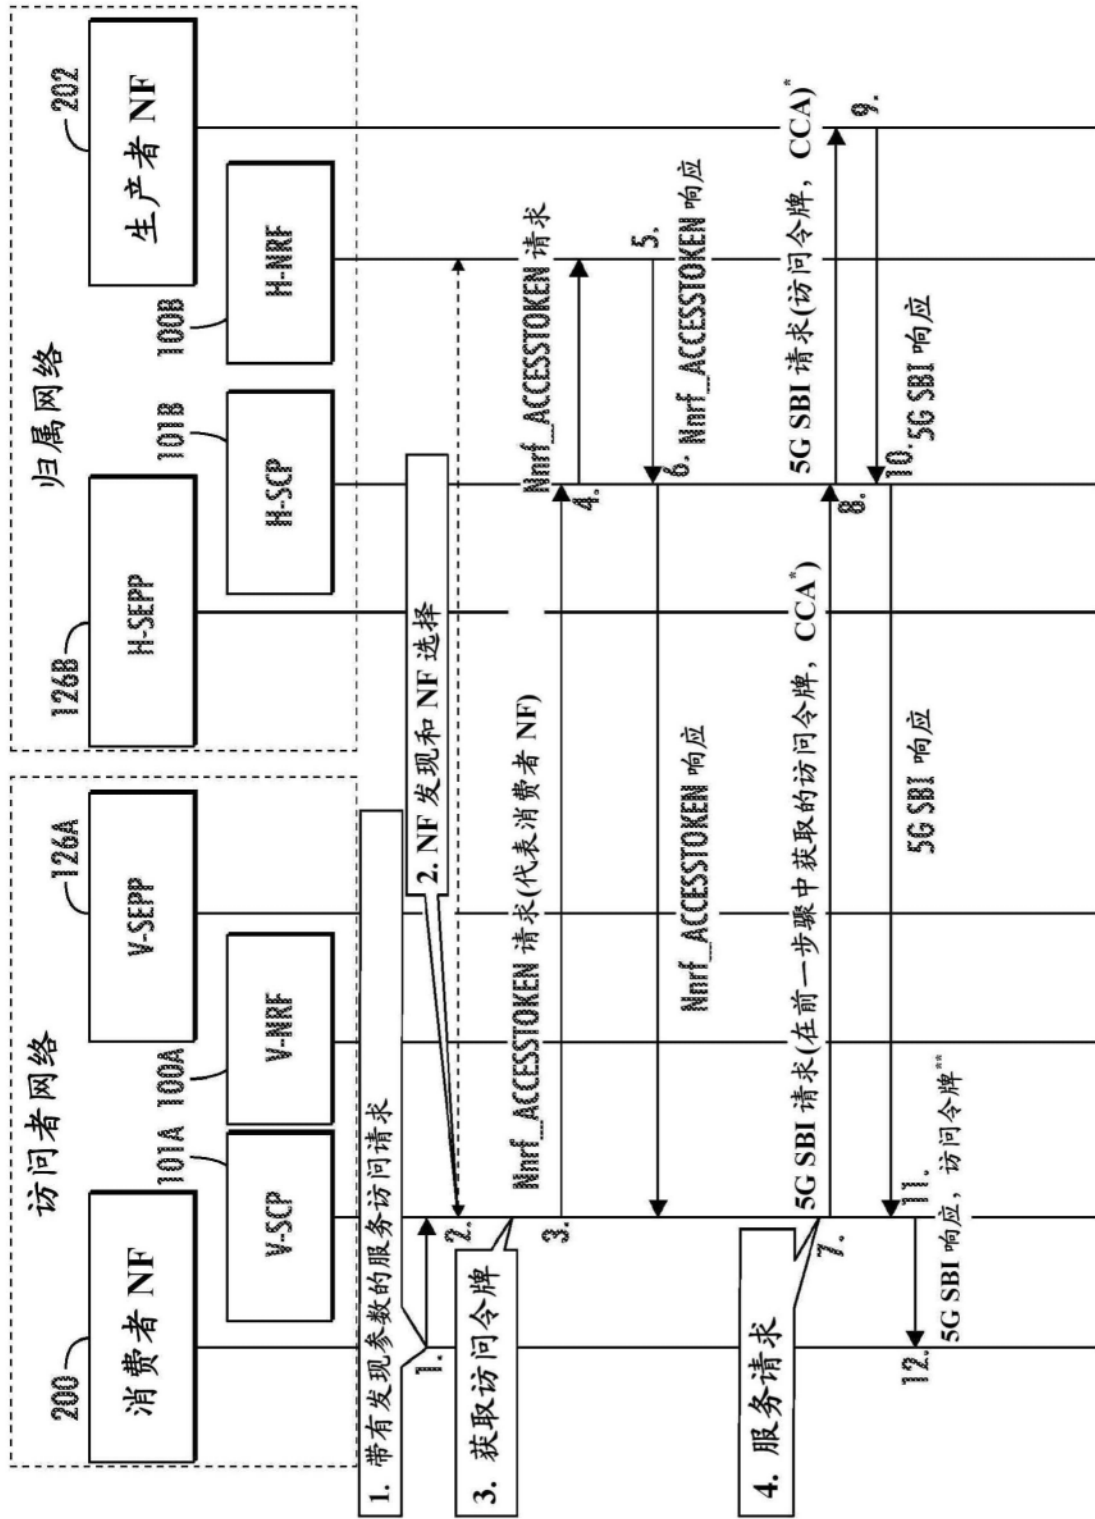 访问者网络
归属网络
200
消费者 NF
101A
V-SCP
100A
V-NRF
126A
V-SEPP
126B
H-SEPP
101B
H-SCP
100B
H-NRF
202
生产者 NF
1. 带有发现参数的服务访问请求
1.
2. NF 发现和 NF 选择
2.
3. 获取访问令牌
Nnrf_ACCESSTOKEN 请求(代表消费者 NF)
3.
Nnrf_ACCESSTOKEN 请求
4.
5.
Nnrf_ACCESSTOKEN 响应
6.
Nnrf_ACCESSTOKEN 响应
4. 服务请求
5G SBI 请求(在前一步骤中获取的访问令牌，CCA*)
7.
5G SBI 请求(访问令牌，CCA)*
8.
9.
5G SBI 响应
10.
5G SBI 响应
11.
5G SBI 响应，访问令牌**
12.